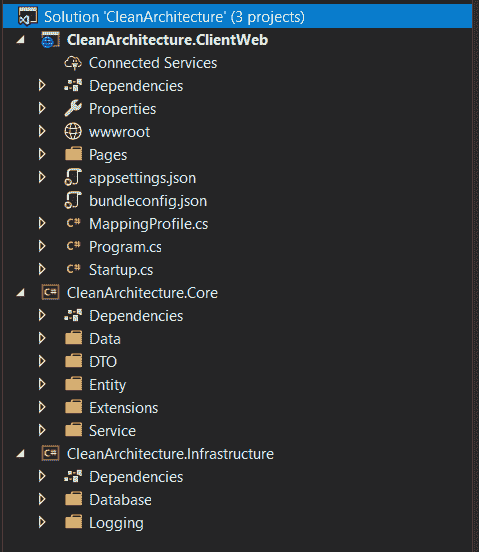 Solution 'CleanArchitecture' (3 projects)
CleanArchitecture.ClientWeb
Connected Services
Dependencies
Properties
wwwroot
Pages
appsettings.json
bundleconfig.json
C# MappingProfile.cs
C# Program.cs
C# Startup.cs
C# CleanArchitecture.Core
Dependencies
Data
DTO
Entity
Extensions
Service
C# CleanArchitecture.Infrastructure
Dependencies
Database
Logging